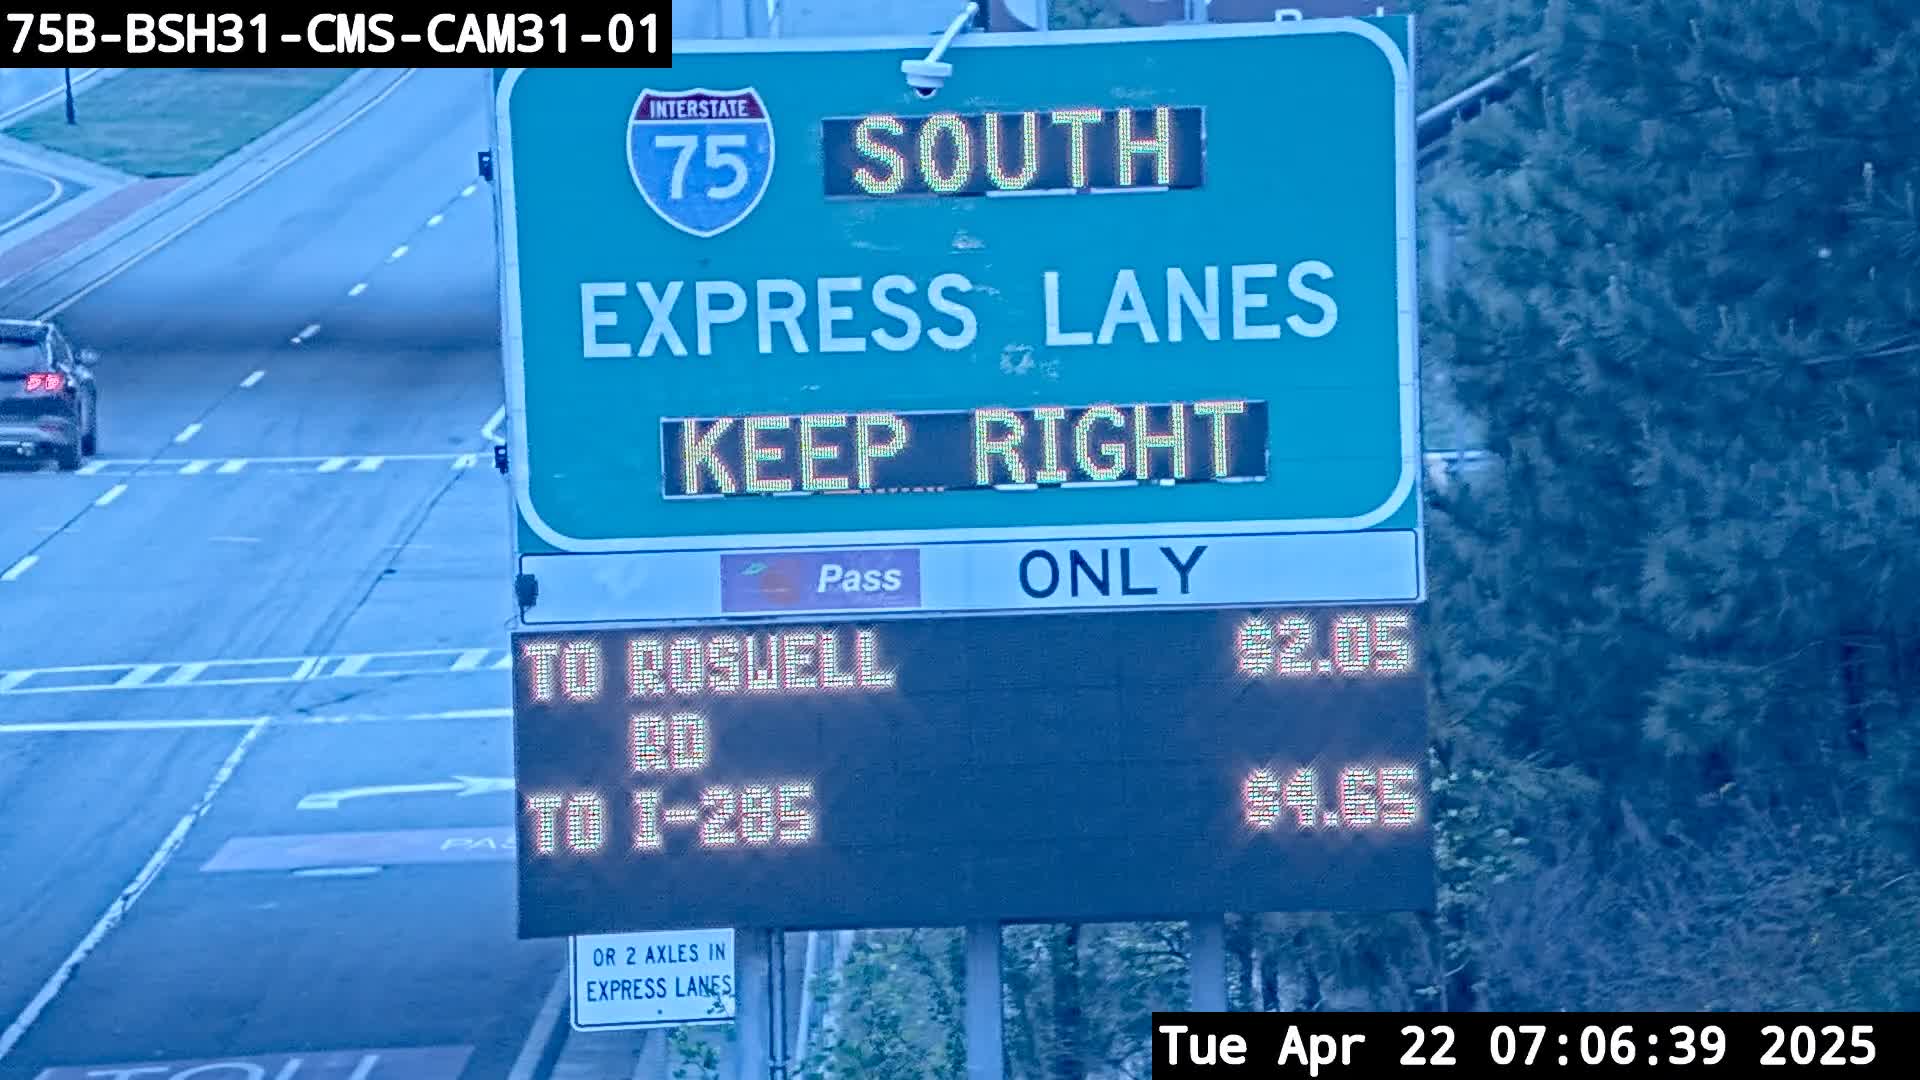 75B-BSH31-CMS-CAM31-01
INTERSTATE
75
SOUTH
EXPRESS LANES
KEEP RIGHT
Pass
ONLY
TO ROSWELL $2.05
RD
TO I-285 $4.65
OR 2 AXLES IN
EXPRESS LANES
TOLL
Tue Apr 22 07:06:39 2025